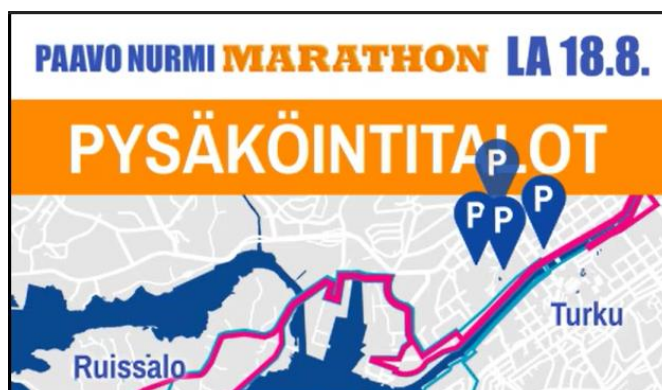 PAAVO NURMI MARATHON LA 18.8.
PYSÄKÖINTITALOT
P
P
P
P
Turku
Ruissalo